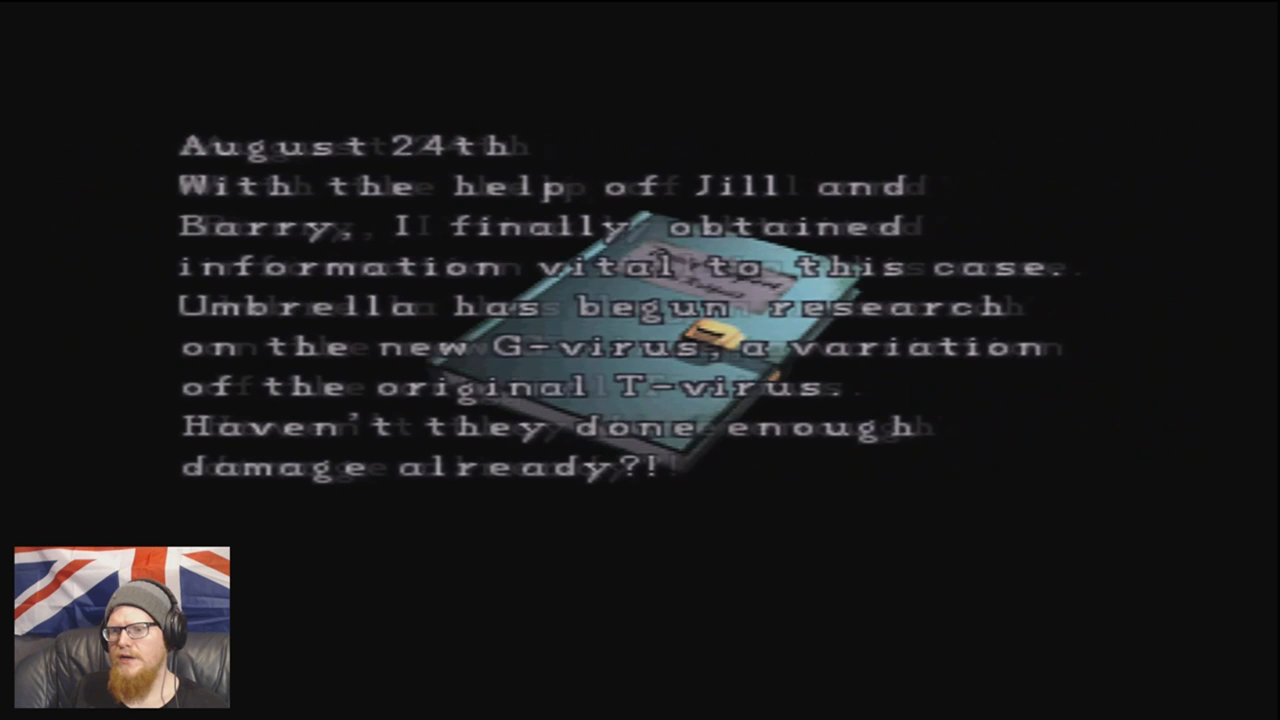 August 24th
With the help of Jill and
Barry, I finally obtained
information vital to this case.
Umbrella has begun research
on the new G-virus, a variation
of the original T-virus.
Haven't they done enough
damage already?!